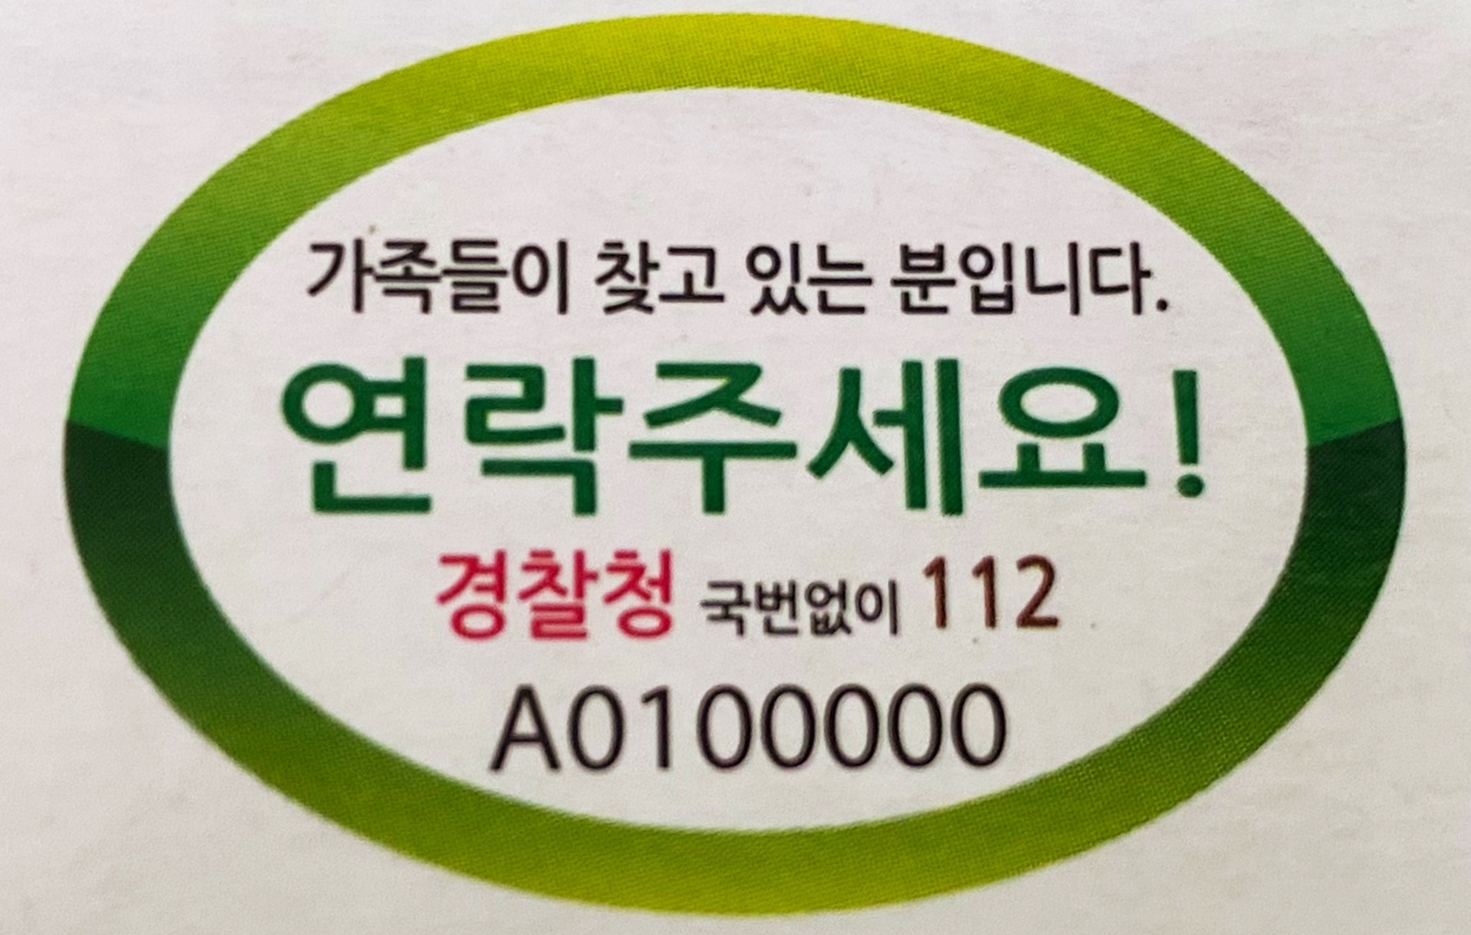 가족들이 찾고 있는 분입니다.
연락주세요!
경찰청 국번없이 112
A0100000